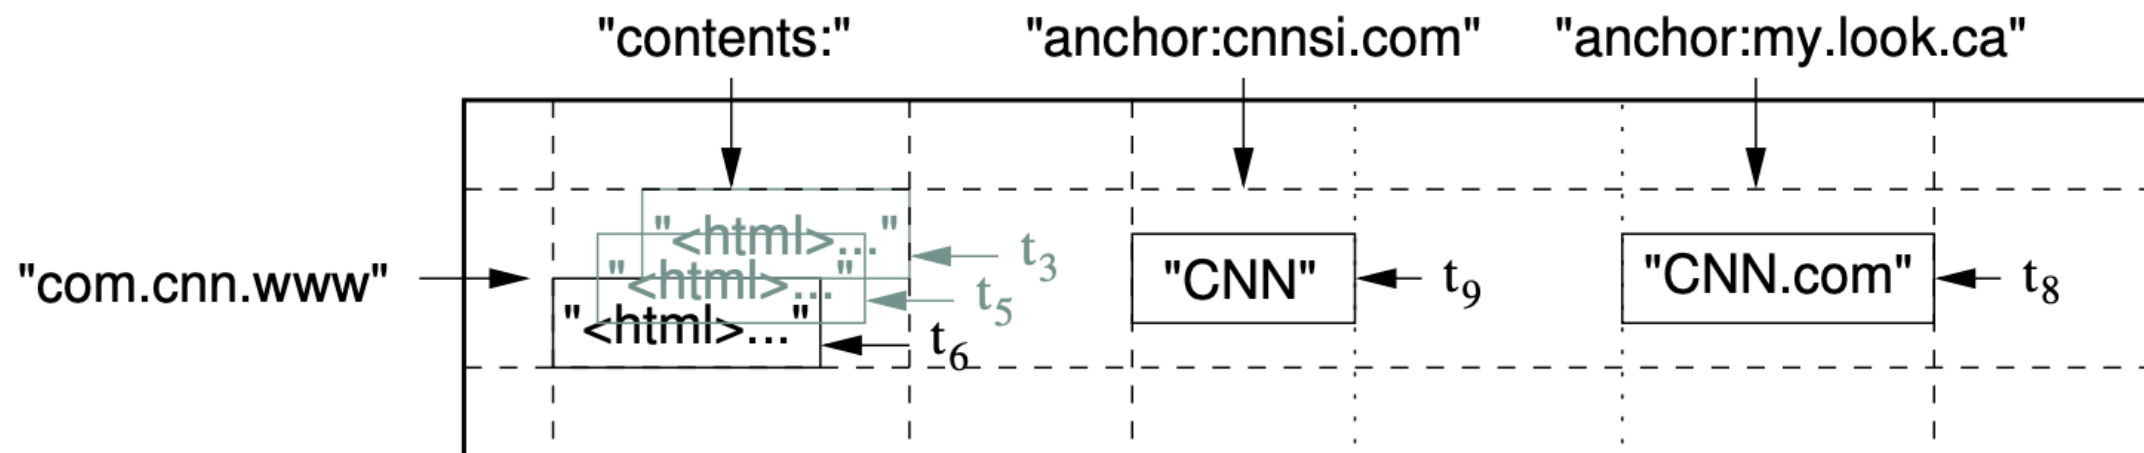 "contents:" "anchor:cnnsi.com" "anchor:my.look.ca"
"<html>..." t3
"com.cnn.www" "<html>..." t5 "CNN" t9 "CNN.com" t8
"<html>..." t6